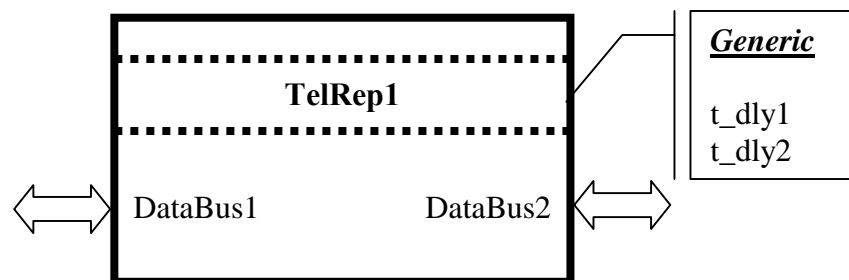 TelRep1
DataBus1
DataBus2
Generic
t_dly1
t_dly2